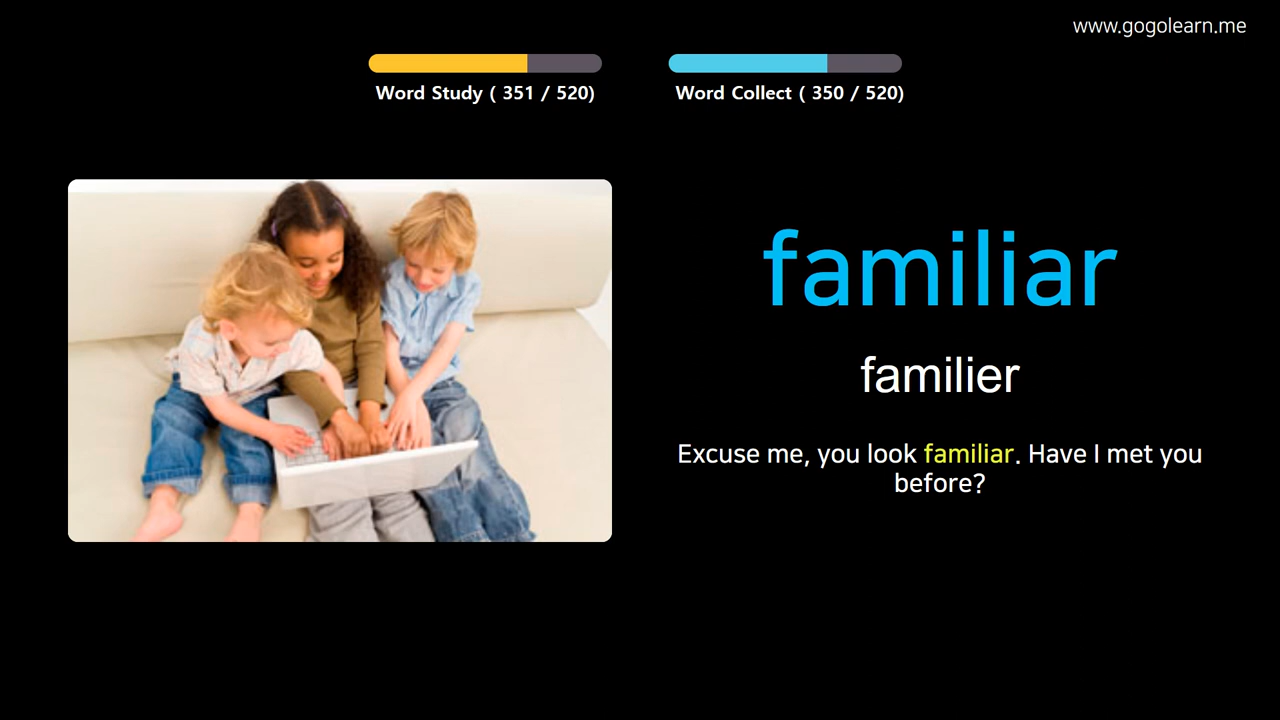 www.gogolearn.me
Word Study ( 351 / 520)
Word Collect ( 350 / 520)
familiar
familier
Excuse me, you look familiar. Have I met you
before?